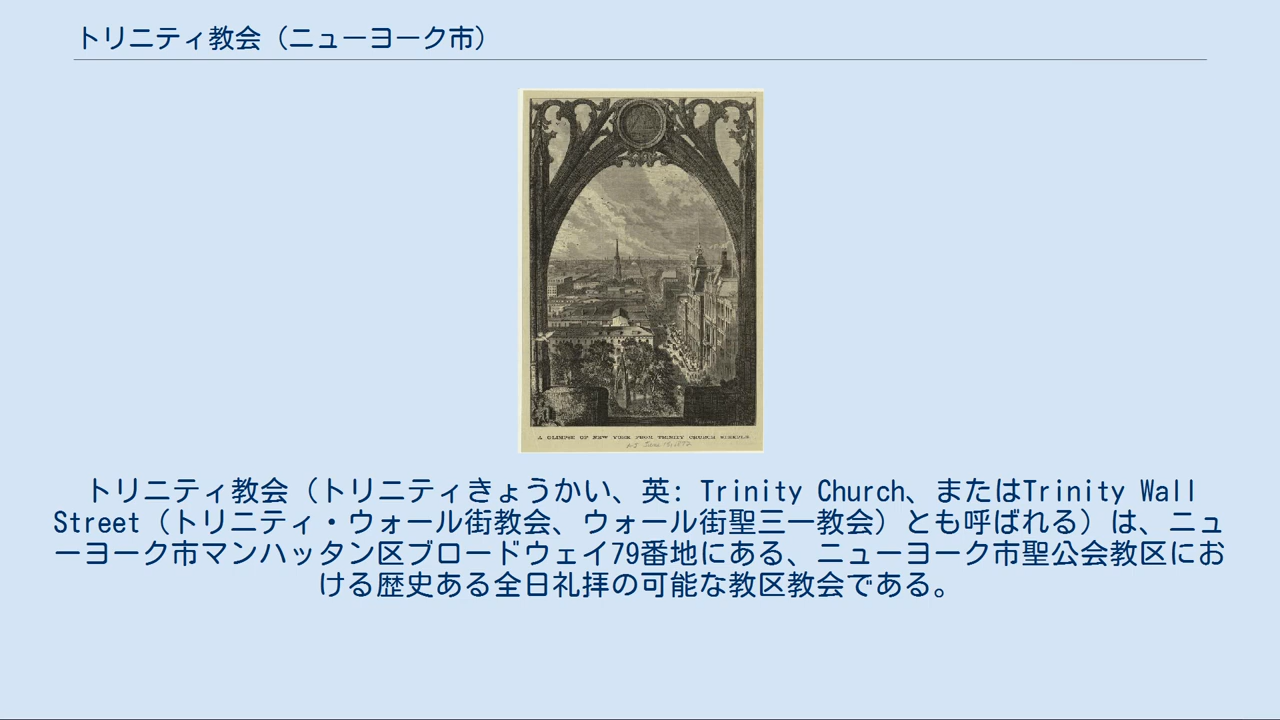 トリニティ教会（ニューヨーク市）
A GLIMPSE OF NEW YORK FROM TRINITY CHURCH STEEPLE
トリニティ教会（トリニティきょうかい、英: Trinity Church、またはTrinity Wall
Street（トリニティ・ウォール街教会、ウォール街聖三一教会）とも呼ばれる）は、ニュ
ーヨーク市マンハッタン区ブロードウェイ79番地にある、ニューヨーク市聖公会教区にお
ける歴史ある全日礼拝の可能な教区教会である。